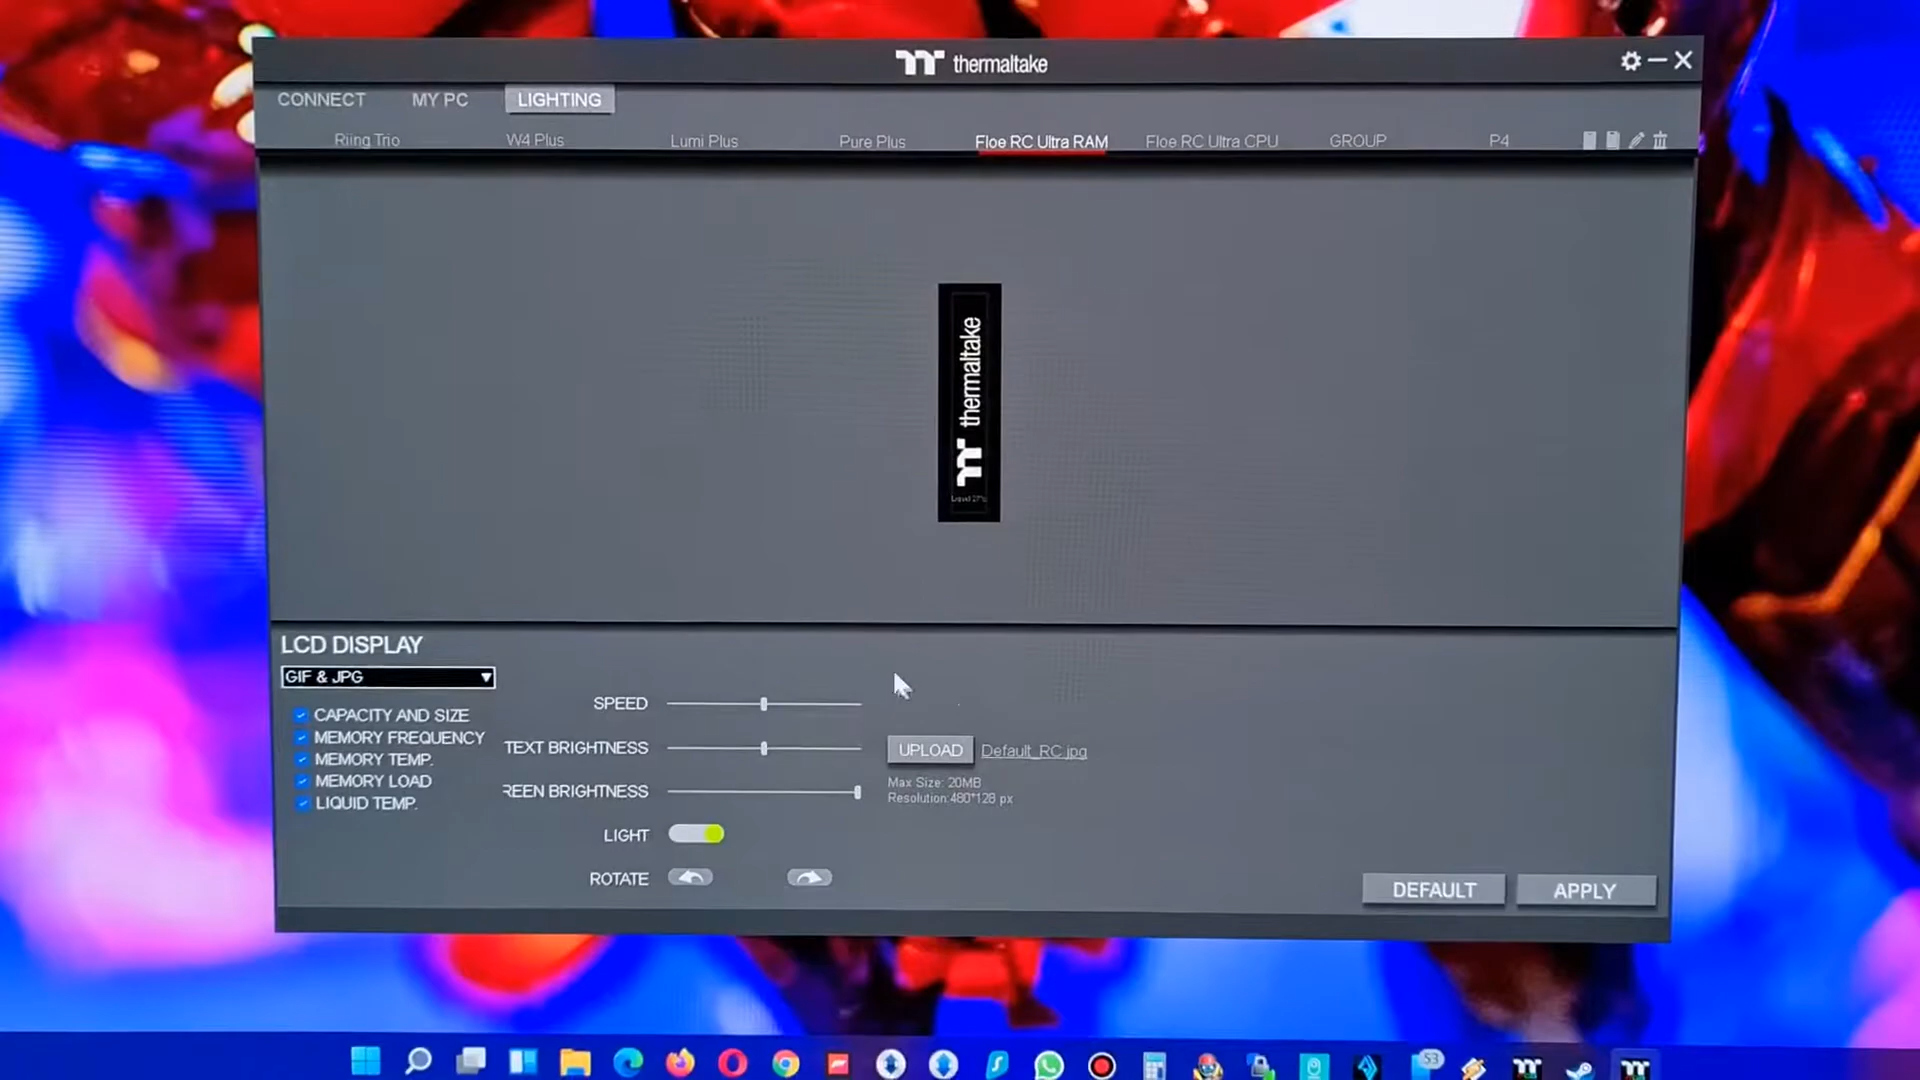 thermaltake
CONNECT MY PC LIGHTING
Riing Trio W4 Plus Lumi Plus Pure Plus Floe RC Ultra RAM Floe RC Ultra CPU GROUP P4
thermaltake
LCD DISPLAY
GIF & JPG
CAPACITY AND SIZE
MEMORY FREQUENCY
MEMORY TEMP.
MEMORY LOAD
LIQUID TEMP.
SPEED
TEXT BRIGHTNESS
REEN BRIGHTNESS
LIGHT
ROTATE
UPLOAD Default_RC.jpg
Max Size: 20MB
Resolution:480*128 px
DEFAULT APPLY
53